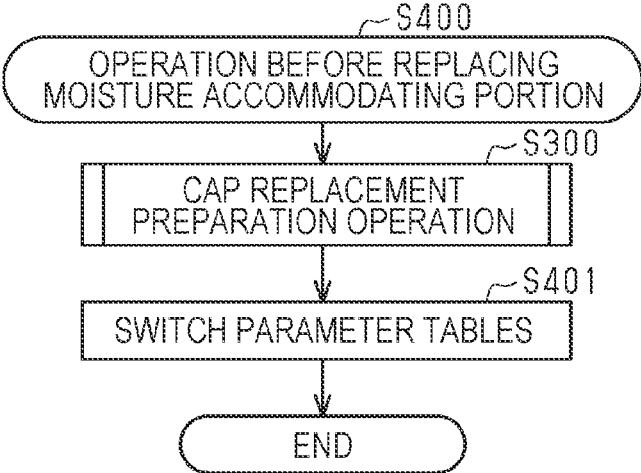 S400
OPERATION BEFORE REPLACING
MOISTURE ACCOMMODATING PORTION
S300
CAP REPLACEMENT
PREPARATION OPERATION
S401
SWITCH PARAMETER TABLES
END